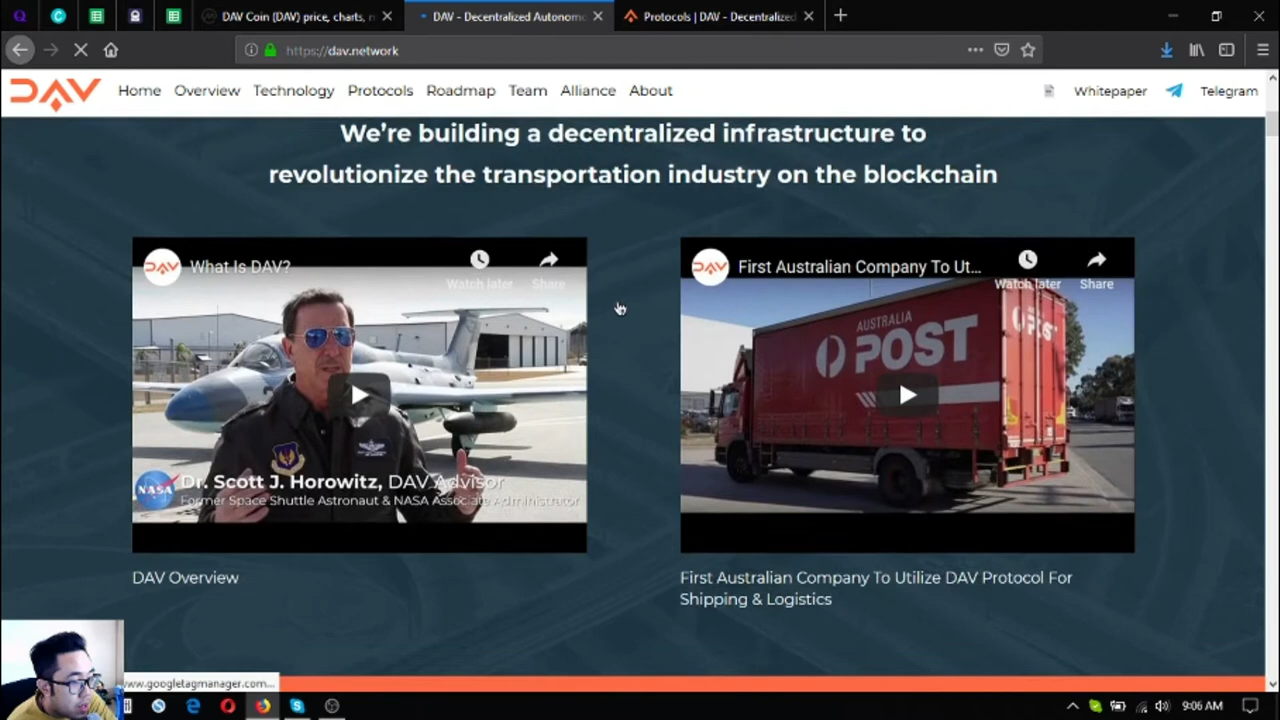 DAV Coin (DAV) price, charts, m
DAV - Decentralized Autonomo
Protocols | DAV - Decentralized
https://dav.network
DAV
Home
Overview
Technology
Protocols
Roadmap
Team
Alliance
About
Whitepaper
Telegram
We're building a decentralized infrastructure to
revolutionize the transportation industry on the blockchain
DAV
What Is DAV?
Watch later
Share
NASA
Dr. Scott J. Horowitz, DAV Advisor
Former Space Shuttle Astronaut & NASA Associate Administrator
DAV
First Australian Company To Ut...
Watch later
Share
AUSTRALIA
POST
POST
DAV Overview
First Australian Company To Utilize DAV Protocol For
Shipping & Logistics
www.googletagmanager.com...
9:06 AM